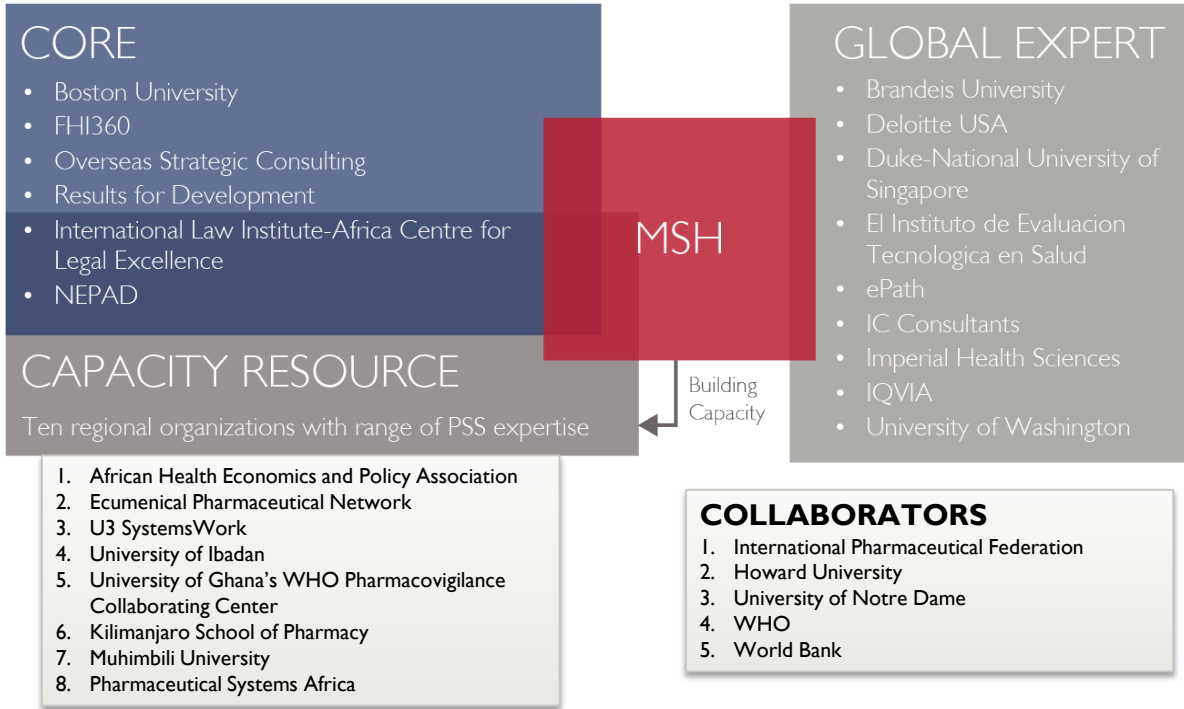 CORE
• Boston University
• FHI360
• Overseas Strategic Consulting
• Results for Development
• International Law Institute-Africa Centre for
Legal Excellence
• NEPAD
CAPACITY RESOURCE
Ten regional organizations with range of PSS expertise
1. African Health Economics and Policy Association
2. Ecumenical Pharmaceutical Network
3. U3 SystemsWork
4. University of Ibadan
5. University of Ghana’s WHO Pharmacovigilance
Collaborating Center
6. Kilimanjaro School of Pharmacy
7. Muhimbili University
8. Pharmaceutical Systems Africa
MSH
Building
Capacity
GLOBAL EXPERT
• Brandeis University
• Deloitte USA
• Duke-National University of
Singapore
• El Instituto de Evaluacion
Tecnologica en Salud
• ePath
• IC Consultants
• Imperial Health Sciences
• IQVIA
• University of Washington
COLLABORATORS
1. International Pharmaceutical Federation
2. Howard University
3. University of Notre Dame
4. WHO
5. World Bank